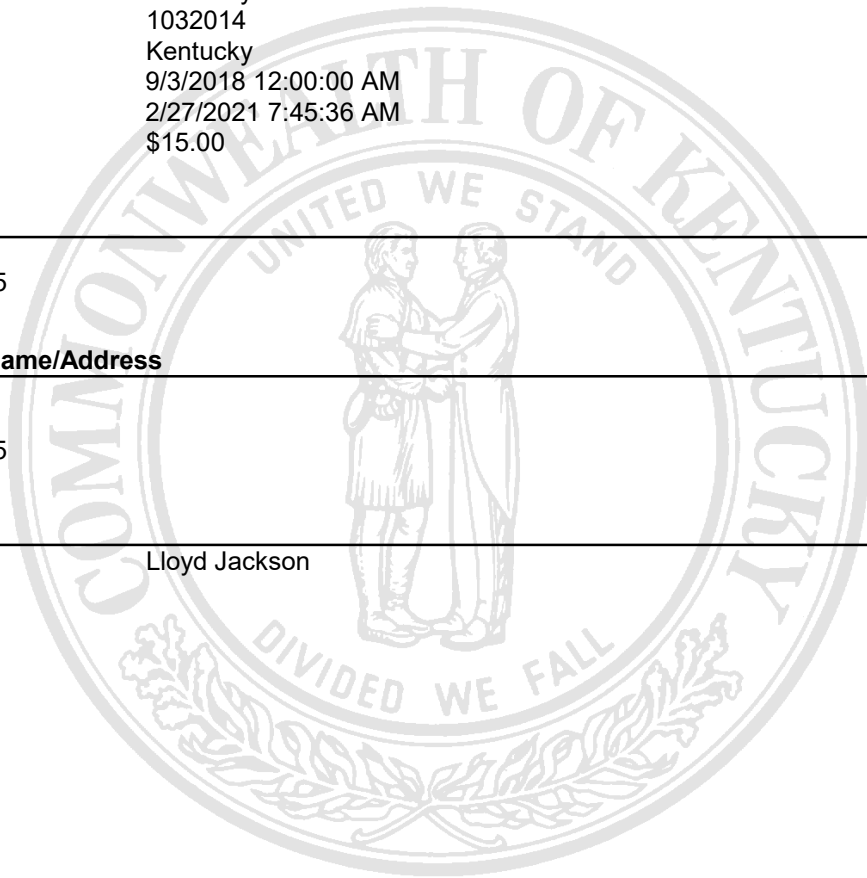 1032014
Kentucky
9/3/2018 12:00:00 AM
2/27/2021 7:45:36 AM
$15.00
COMMONWEALTH OF KENTUCKY
UNITED WE STAND
5
ame/Address
5
Lloyd Jackson
DIVIDED WE FALL